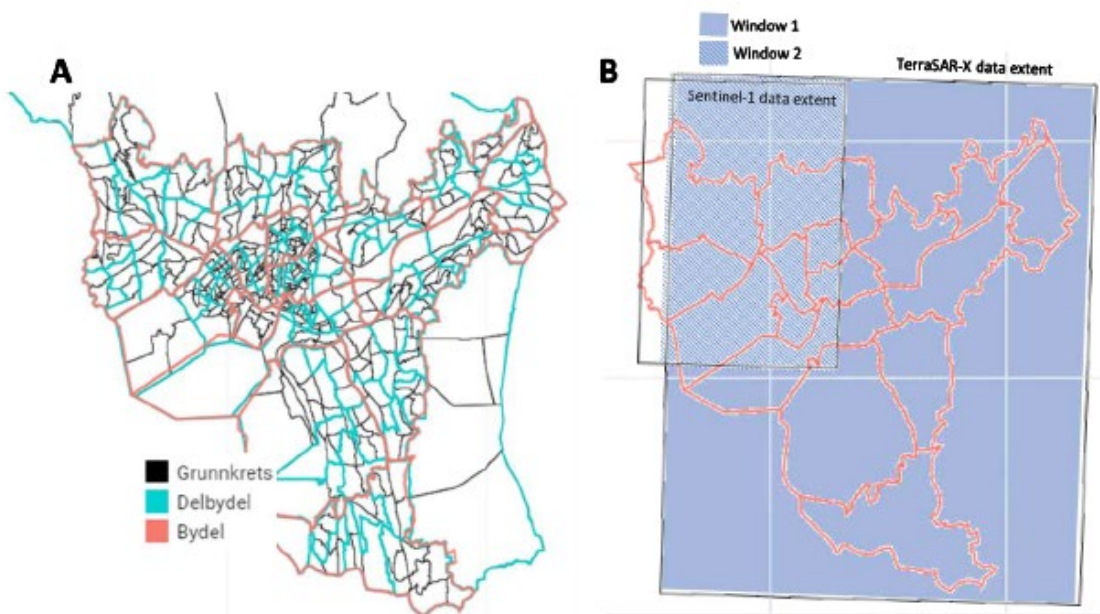 Window 1
Window 2
A
B
TerraSAR-X data extent
Sentinel-1 data extent
Grunnkrets
Delbydel
Bydel